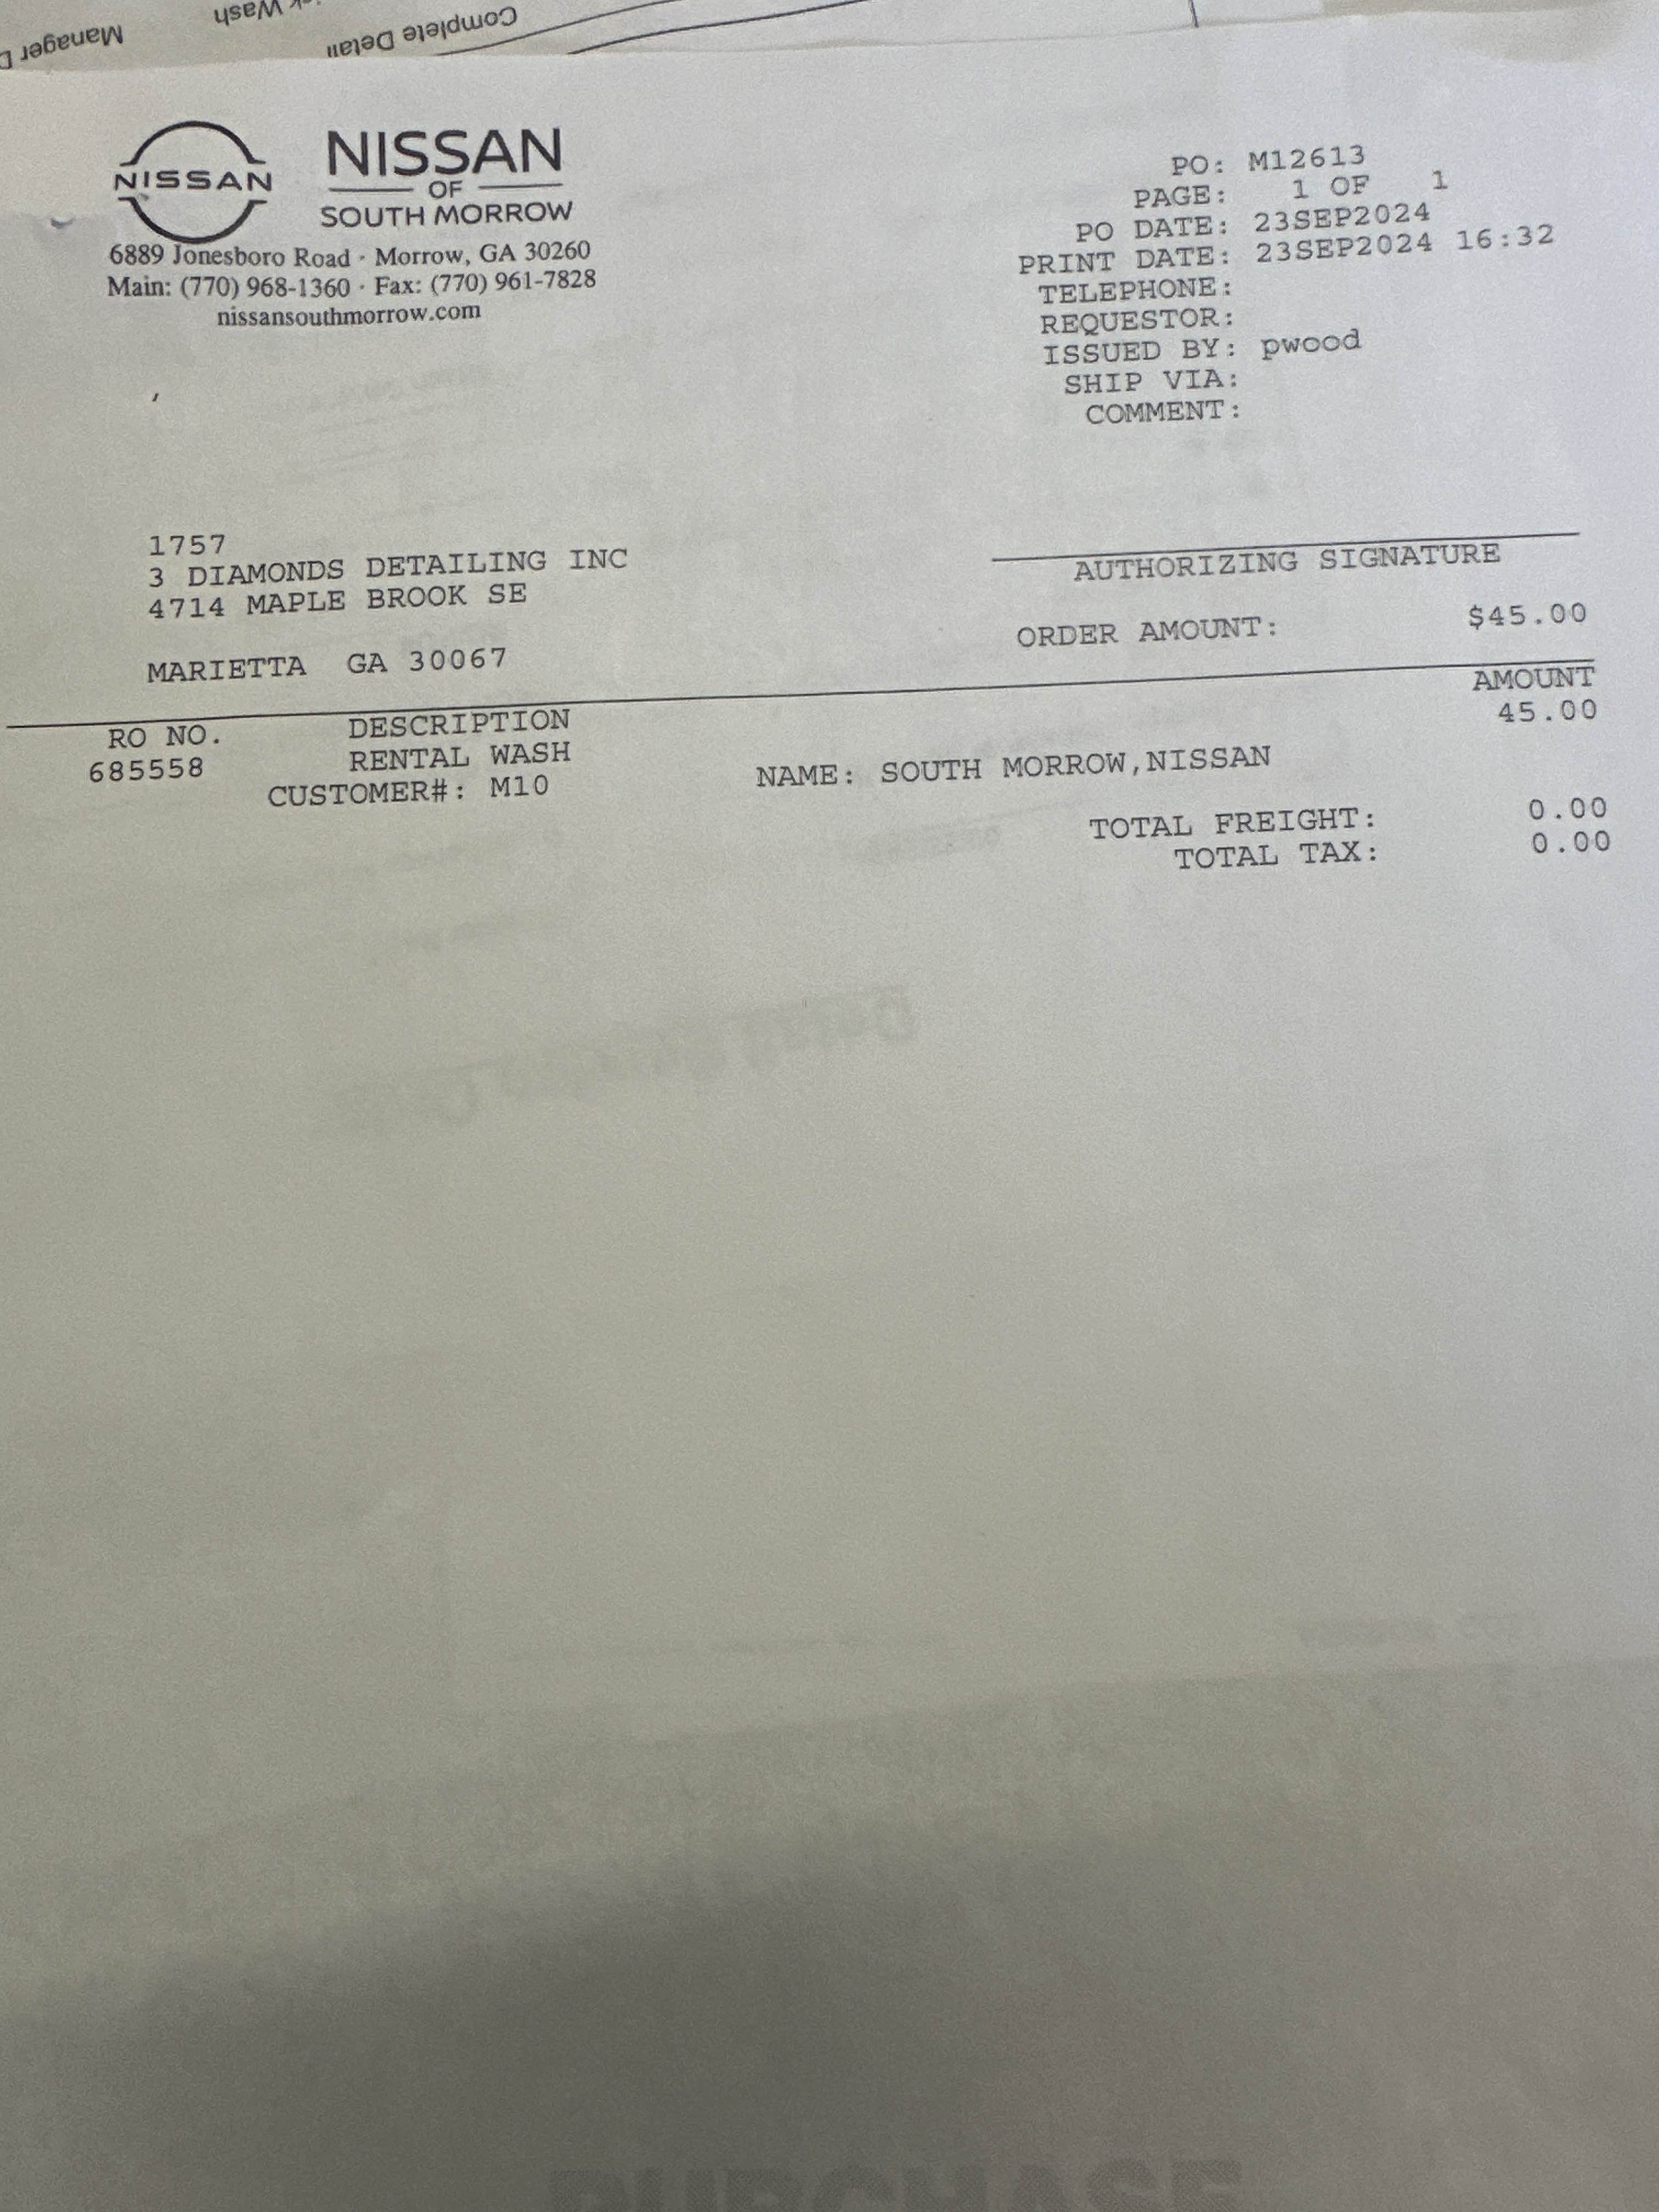 Manager
Wash
Complete Detail
NISSAN
NISSAN
OF
SOUTH MORROW
6889 Jonesboro Road · Morrow, GA 30260
Main: (770) 968-1360 · Fax: (770) 961-7828
nissansouthmorrow.com
PO: M12613
PAGE: 1 OF 1
PO DATE: 23SEP2024
PRINT DATE: 23SEP2024 16:32
TELEPHONE:
REQUESTOR:
ISSUED BY: pwood
SHIP VIA:
COMMENT:
1757
3 DIAMONDS DETAILING INC
4714 MAPLE BROOK SE
MARIETTA GA 30067
AUTHORIZING SIGNATURE
ORDER AMOUNT: $45.00
RO NO. DESCRIPTION AMOUNT
685558 RENTAL WASH 45.00
CUSTOMER#: M10 NAME: SOUTH MORROW,NISSAN
TOTAL FREIGHT: 0.00
TOTAL TAX: 0.00
PURCHASE